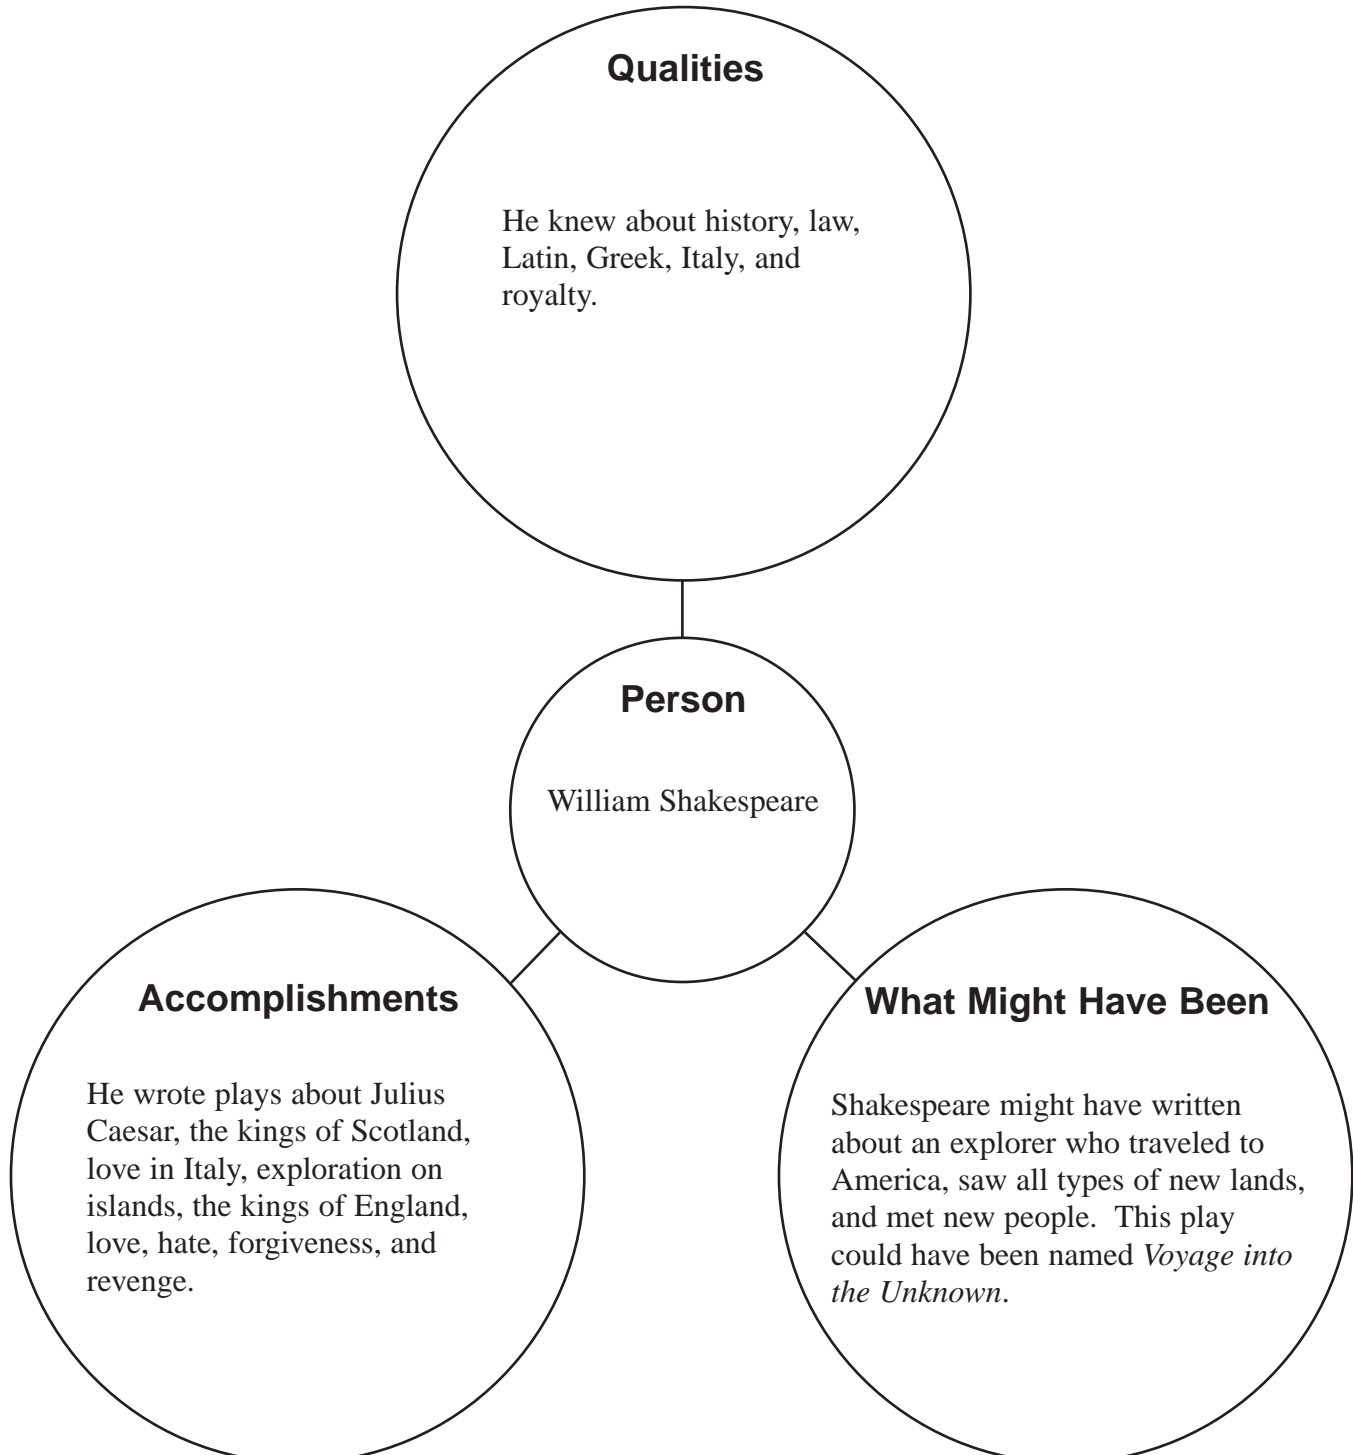 Qualities
He knew about history, law,
Latin, Greek, Italy, and
royalty.
Person
William Shakespeare
Accomplishments
He wrote plays about Julius
Caesar, the kings of Scotland,
love in Italy, exploration on
islands, the kings of England,
love, hate, forgiveness, and
revenge.
What Might Have Been
Shakespeare might have written
about an explorer who traveled to
America, saw all types of new lands,
and met new people.  This play
could have been named Voyage into
the Unknown.